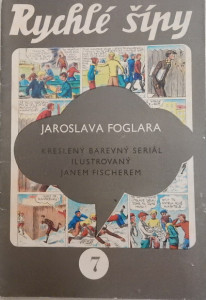 Rychlé šípy
JAROSLAVA FOGLARA
KRESLENÝ BAREVNÝ SERIÁL
ILUSTROVANÝ
JANEM FISCHEREM
7